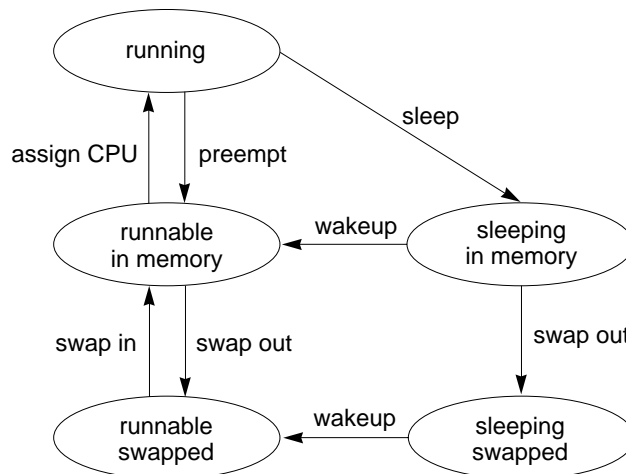 running
sleep
assign CPU
preempt
runnable
in memory
wakeup
sleeping
in memory
swap in
swap out
swap out
runnable
swapped
wakeup
sleeping
swapped